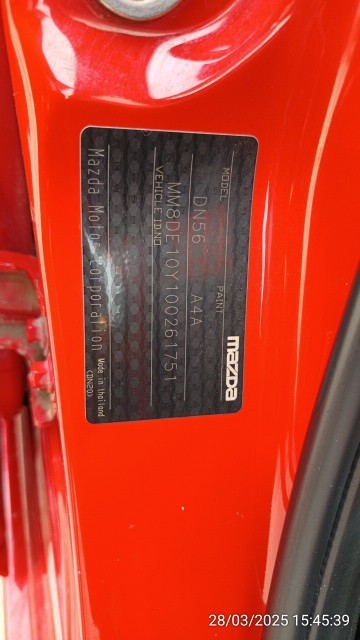 mazda
MODEL PAINT
DN56 A4A
MM8DE10Y100261751
VEHICLE ID.NO
Mazda Motor Corporation Made in thailand
(DN20)
28/03/2025 15:45:39